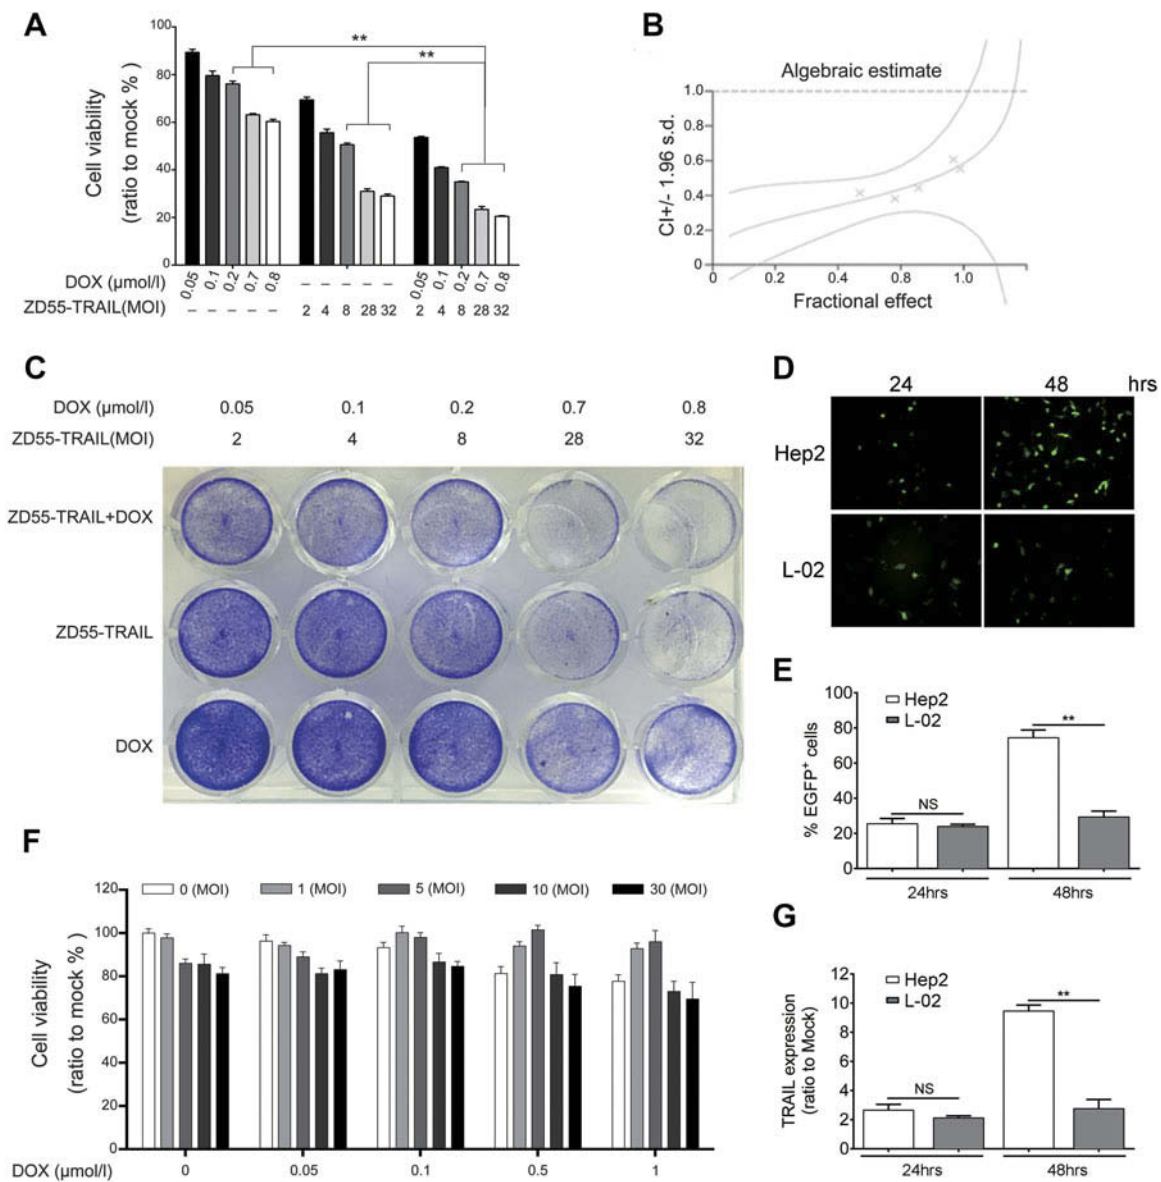 A
100
80
60
40
20
0
Cell viability
(ratio to mock % )
**
**
DOX (µmol/l) 0.05 0.1 0.2 0.7 0.8 – – – – – 0.05 0.1 0.2 0.7 0.8
ZD55-TRAIL(MOI) – – – – – 2 4 8 28 32 2 4 8 28 32
B
Algebraic estimate
1.0
0.8
0.6
0.4
0.2
0
CI+/- 1.96 s.d.
0 0.2 0.4 0.8 1.0
Fractional effect
C
DOX (µmol/l) 0.05 0.1 0.2 0.7 0.8
ZD55-TRAIL(MOI) 2 4 8 28 32
ZD55-TRAIL+DOX
ZD55-TRAIL
DOX
D
24 48 hrs
Hep2
L-02
E
100
80
60
40
20
0
% EGFP⁺ cells
Hep2
L-02
NS
**
24hrs 48hrs
F
120
100
80
60
40
20
0
Cell viability
(ratio to mock % )
0 (MOI) 1 (MOI) 5 (MOI) 10 (MOI) 30 (MOI)
DOX (µmol/l) 0 0.05 0.1 0.5 1
G
12
10
8
6
4
2
0
TRAIL expression
(ratio to Mock)
Hep2
L-02
NS
**
24hrs 48hrs